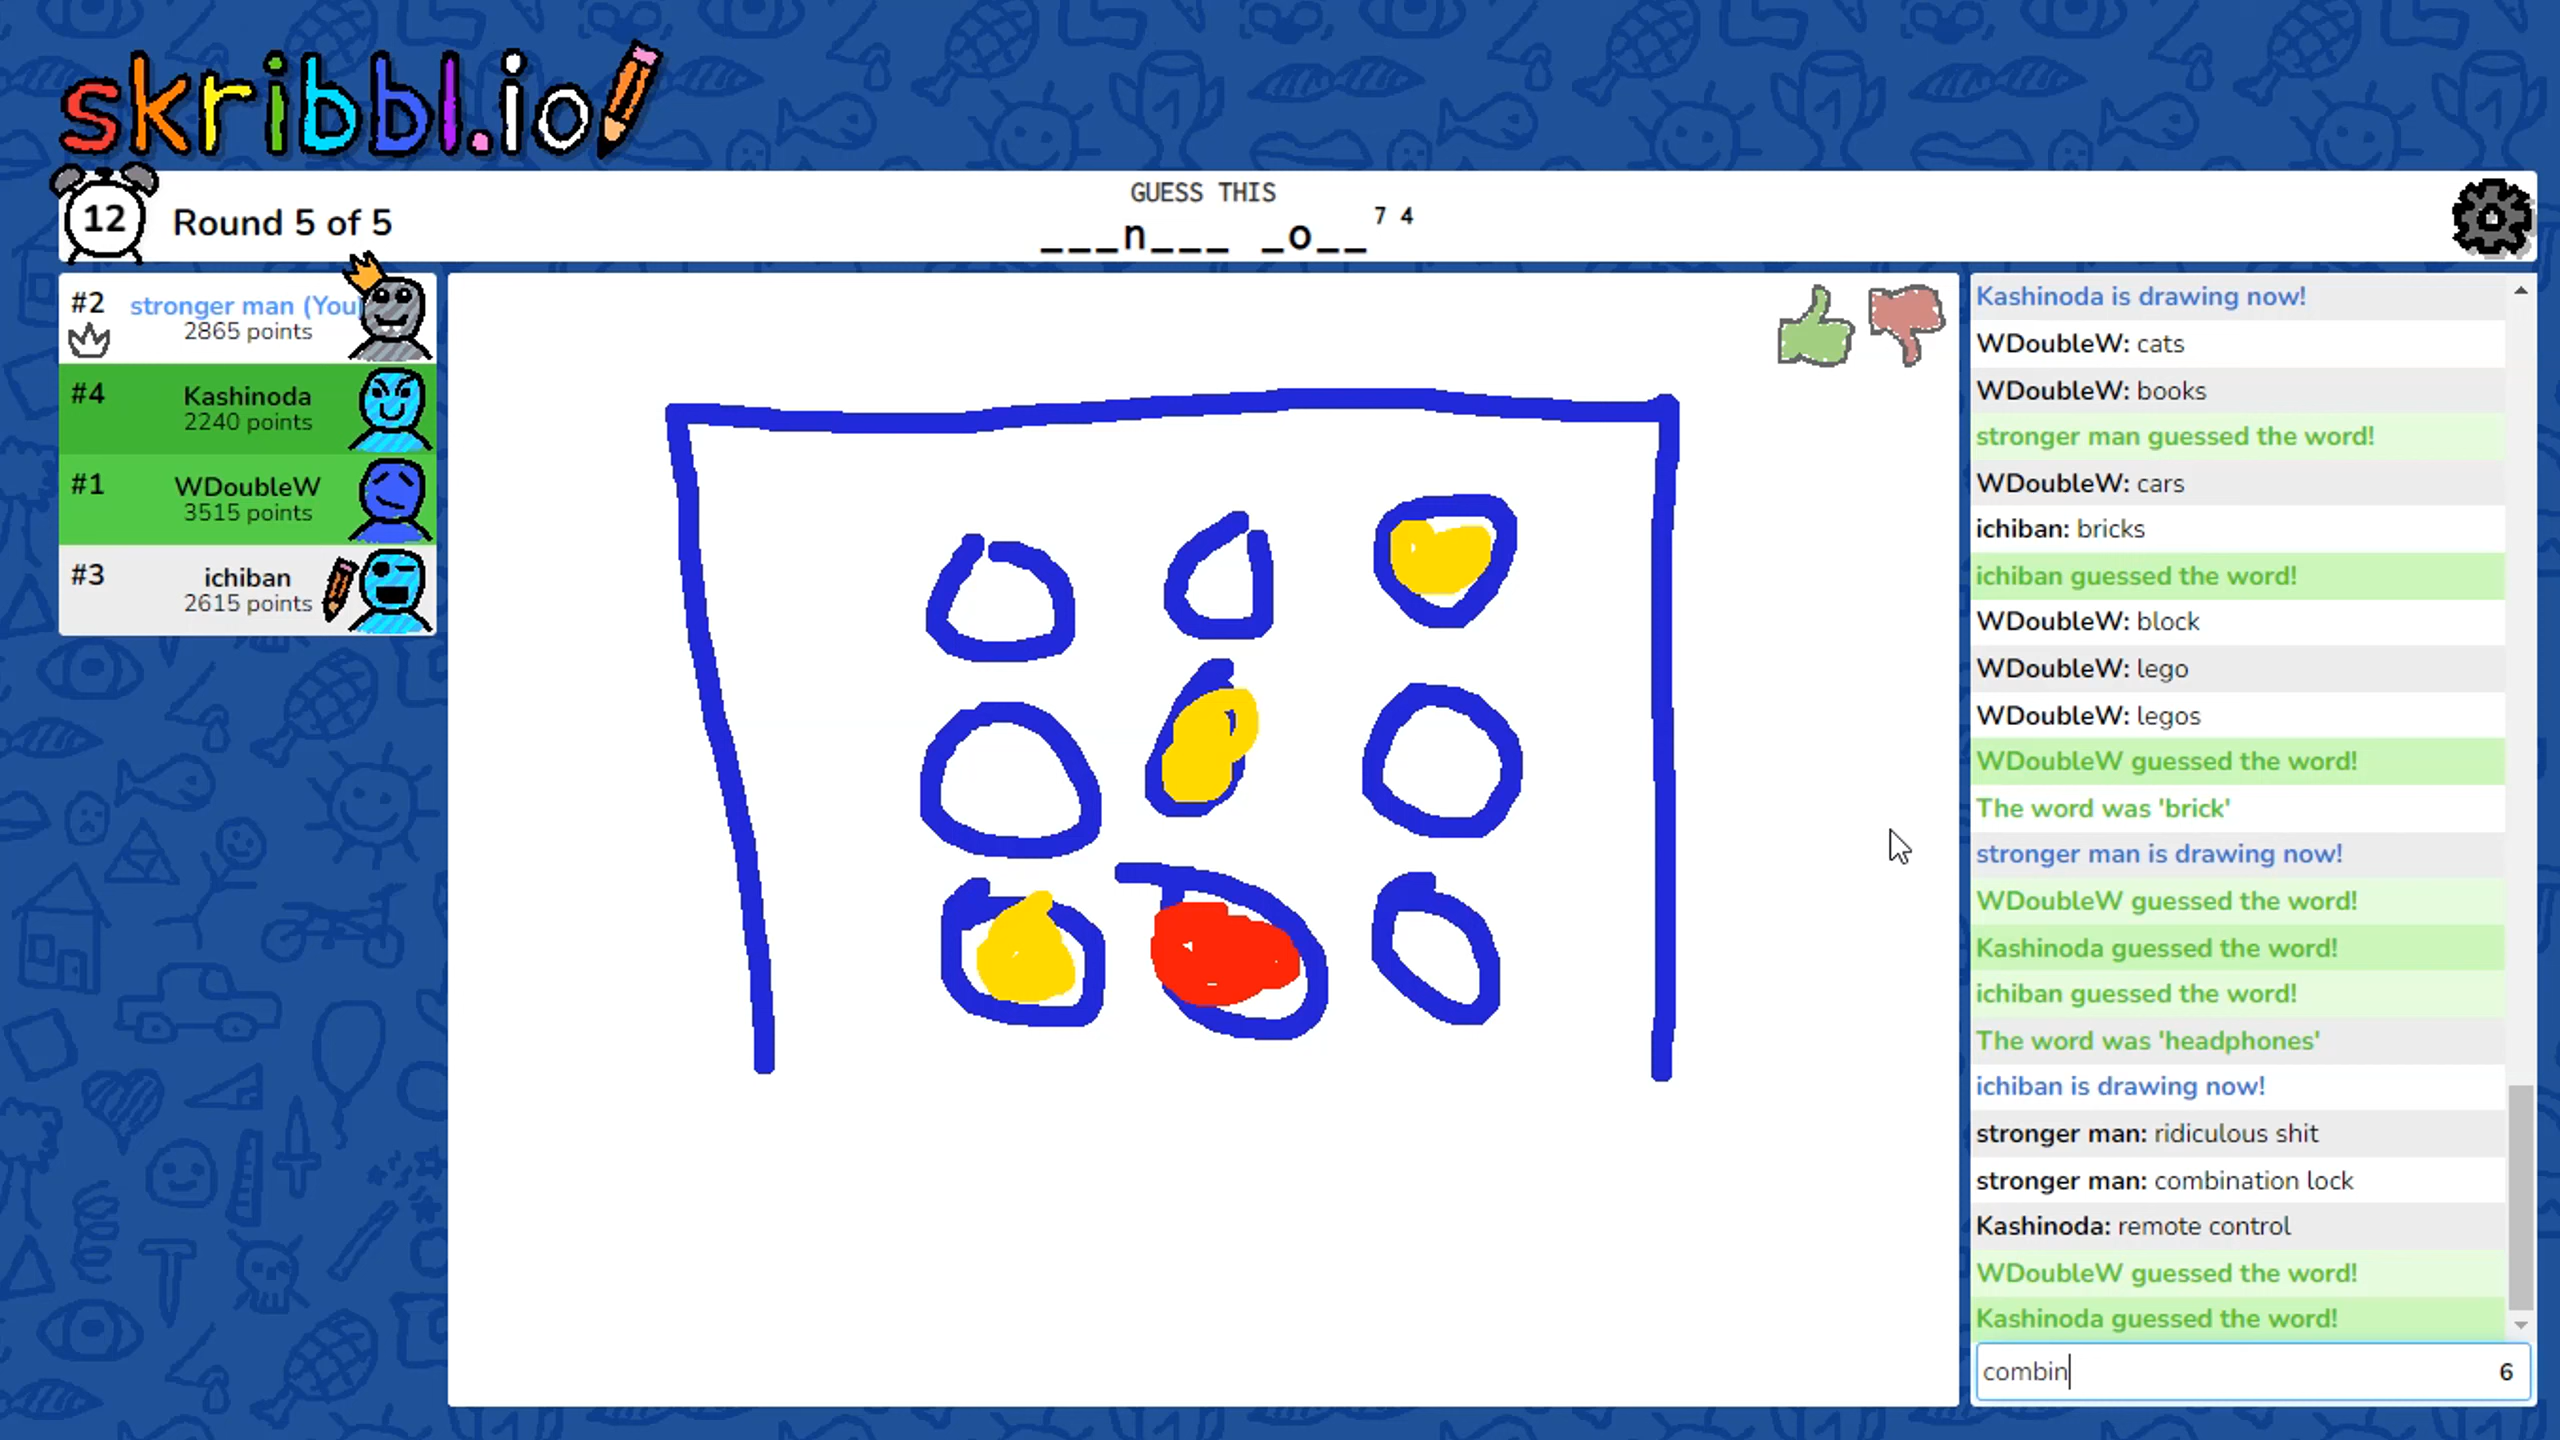 skribbl.io
12
Round 5 of 5
GUESS THIS
___n___ _o__ 7 4
#2 stronger man (You)
2865 points
#4 Kashinoda
2240 points
#1 WDoubleW
3515 points
#3 ichiban
2615 points
Kashinoda is drawing now!
WDoubleW: cats
WDoubleW: books
stronger man guessed the word!
WDoubleW: cars
ichiban: bricks
ichiban guessed the word!
WDoubleW: block
WDoubleW: lego
WDoubleW: legos
WDoubleW guessed the word!
The word was 'brick'
stronger man is drawing now!
WDoubleW guessed the word!
Kashinoda guessed the word!
ichiban guessed the word!
The word was 'headphones'
ichiban is drawing now!
stronger man: ridiculous shit
stronger man: combination lock
Kashinoda: remote control
WDoubleW guessed the word!
Kashinoda guessed the word!
combin 6